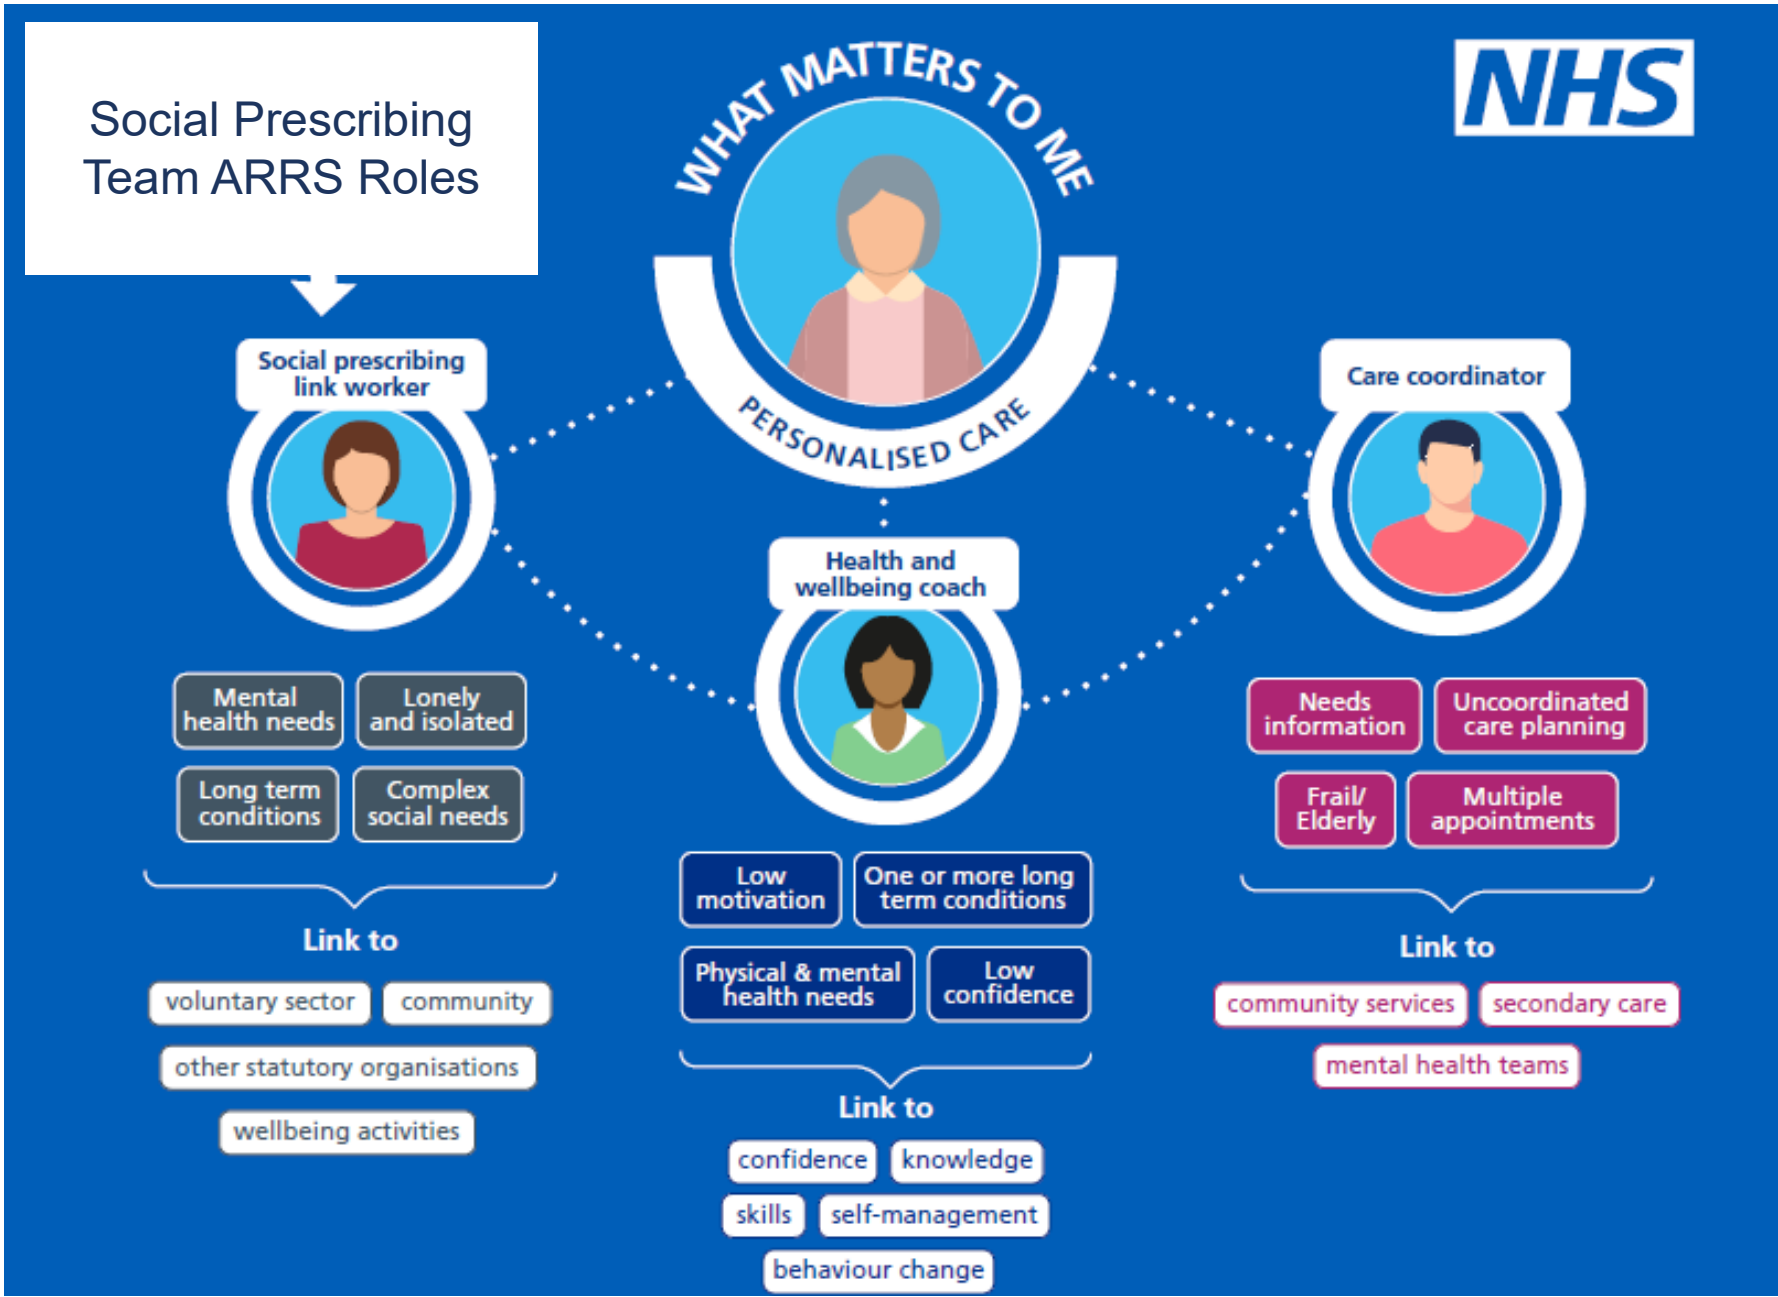 Social Prescribing
Team ARRS Roles
WHAT MATTERS TO ME
PERSONALISED CARE
NHS
Social prescribing
link worker
Mental
health needs
Lonely
and isolated
Long term
conditions
Complex
social needs
Link to
voluntary sector
community
other statutory organisations
wellbeing activities
Health and
wellbeing coach
Low
motivation
One or more long
term conditions
Physical & mental
health needs
Low
confidence
Link to
confidence
knowledge
skills
self-management
behaviour change
Care coordinator
Needs
information
Uncoordinated
care planning
Frail/
Elderly
Multiple
appointments
Link to
community services
secondary care
mental health teams